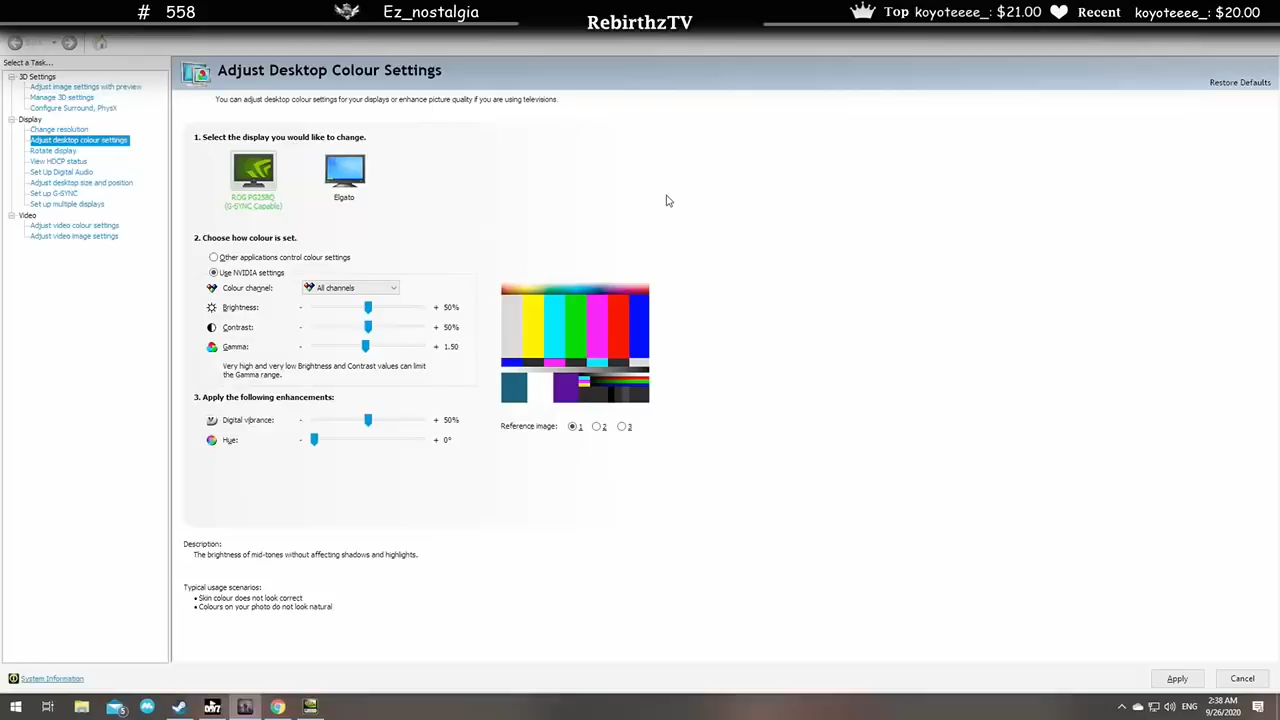 # 558
Ez_nostalgia
RebirthzTV
Top koyoteeee_: $21.00
Recent koyoteeee_: $20.00
Select a Task...
3D Settings
Adjust image settings with preview
Manage 3D settings
Configure Surround, PhysX
Display
Change resolution
Adjust desktop colour settings
Rotate display
View HDCP status
Set Up Digital Audio
Adjust desktop size and position
Set up G-SYNC
Set up multiple displays
Video
Adjust video colour settings
Adjust video image settings
System Information
Adjust Desktop Colour Settings
Restore Defaults
You can adjust desktop colour settings for your displays or enhance picture quality if you are using televisions.
1. Select the display you would like to change.
ROG PG258Q
(G-SYNC Capable)
Elgato
2. Choose how colour is set.
Other applications control colour settings
Use NVIDIA settings
Colour channel: All channels
Brightness: - + 50%
Contrast: - + 50%
Gamma: - + 1.50
Very high and very low Brightness and Contrast values can limit
the Gamma range.
3. Apply the following enhancements:
Digital vibrance: - + 50%
Hue: - + 0°
Reference image: 1 2 3
Description:
The brightness of mid-tones without affecting shadows and highlights.
Typical usage scenarios:
• Skin colour does not look correct
• Colours on your photo do not look natural
Apply
Cancel
ENG
2:38 AM
9/26/2020